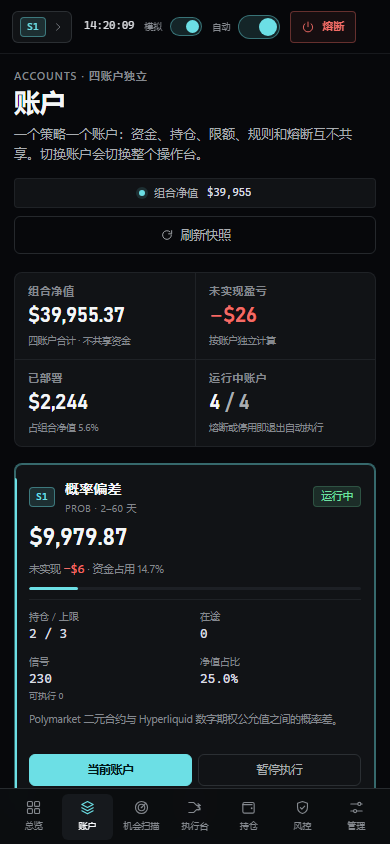 S1 14:20:09 模拟 自动 熔断
ACCOUNTS · 四账户独立
账户
一个策略一个账户：资金、持仓、限额、规则和熔断互不共
享。切换账户会切换整个操作台。
组合净值 $39,955
刷新快照
组合净值 未实现盈亏
$39,955.37 −$26
四账户合计 · 不共享资金 按账户独立计算
已部署 运行中账户
$2,244 4 / 4
占组合净值 5.6% 熔断或停用即退出自动执行
S1 概率偏差 运行中
PROB · 2–60 天
$9,979.87
未实现 −$6 · 资金占用 14.7%
持仓 / 上限 在途
2 / 3 0
信号 净值占比
230 25.0%
可执行 0
Polymarket 二元合约与 Hyperliquid 数字期权公允值之间的概率差。
当前账户 暂停执行
总览 账户 机会扫描 执行台 持仓 风控 管理